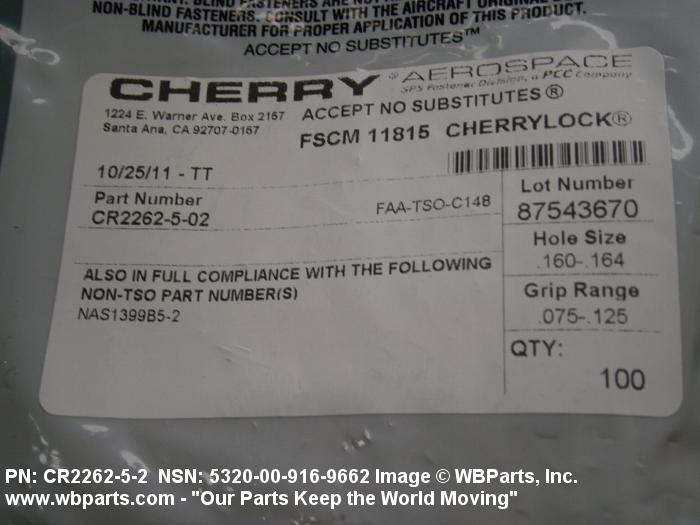 BLIND FASTENERS ARE
NON-BLIND FASTENERS. CONSULT WITH THE AIRCRAFT ORIGINAL
MANUFACTURER FOR PROPER APPLICATION OF THIS PRODUCT.
ACCEPT NO SUBSTITUTES™
CHERRY ® AEROSPACE
SPS Fastener Division, a PCC Company
1224 E. Warner Ave. Box 2157
Santa Ana, CA 92707-0157
ACCEPT NO SUBSTITUTES®
FSCM 11815 CHERRYLOCK®
10/25/11 - TT
Part Number
CR2262-5-02
FAA-TSO-C148
Lot Number
87543670
Hole Size
.160-.164
Grip Range
.075-.125
QTY:
100
ALSO IN FULL COMPLIANCE WITH THE FOLLOWING
NON-TSO PART NUMBER(S)
NAS1399B5-2
PN: CR2262-5-2 NSN: 5320-00-916-9662 Image © WBParts, Inc.
www.wbparts.com - "Our Parts Keep the World Moving"